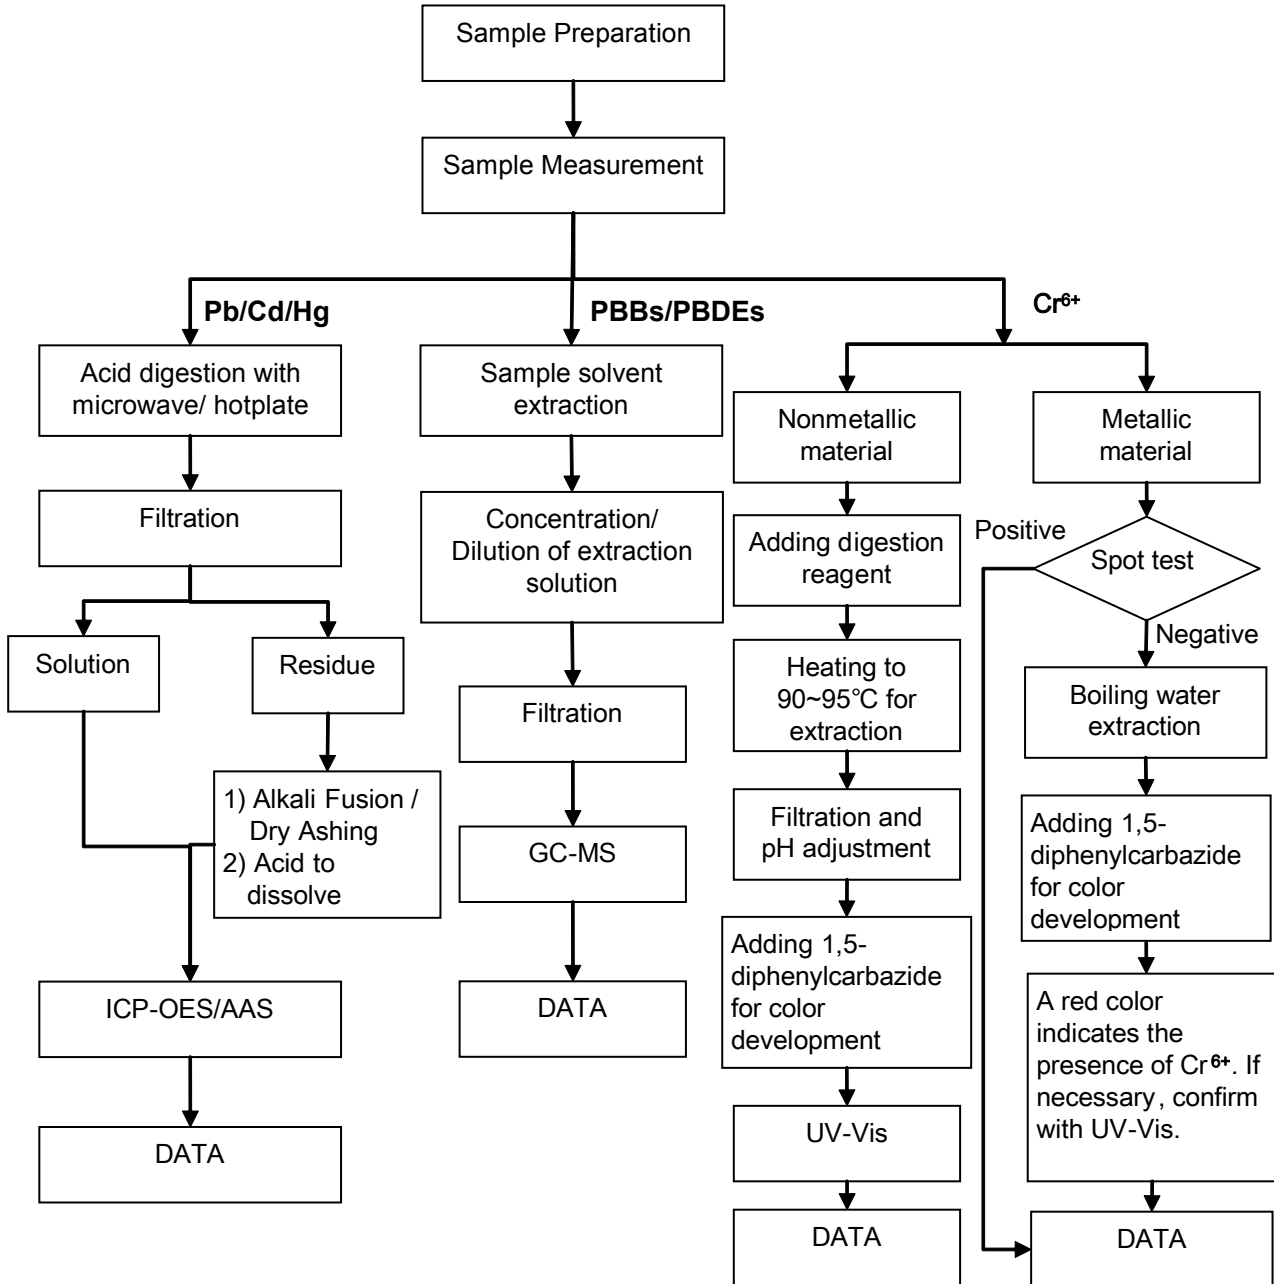 Sample Preparation
Sample Measurement
Pb/Cd/Hg
PBBs/PBDEs
Cr⁶⁺
Acid digestion with
microwave/ hotplate
Filtration
Solution
Residue
1) Alkali Fusion /
Dry Ashing
2) Acid to
dissolve
ICP-OES/AAS
DATA
Sample solvent
extraction
Concentration/
Dilution of extraction
solution
Filtration
GC-MS
DATA
Nonmetallic
material
Adding digestion
reagent
Heating to
90~95℃ for
extraction
Filtration and
pH adjustment
Adding 1,5-
diphenylcarbazide
for color
development
UV-Vis
DATA
Metallic
material
Positive
Spot test
Negative
Boiling water
extraction
Adding 1,5-
diphenylcarbazide
for color
development
A red color
indicates the
presence of Cr⁶⁺. If
necessary, confirm
with UV-Vis.
DATA